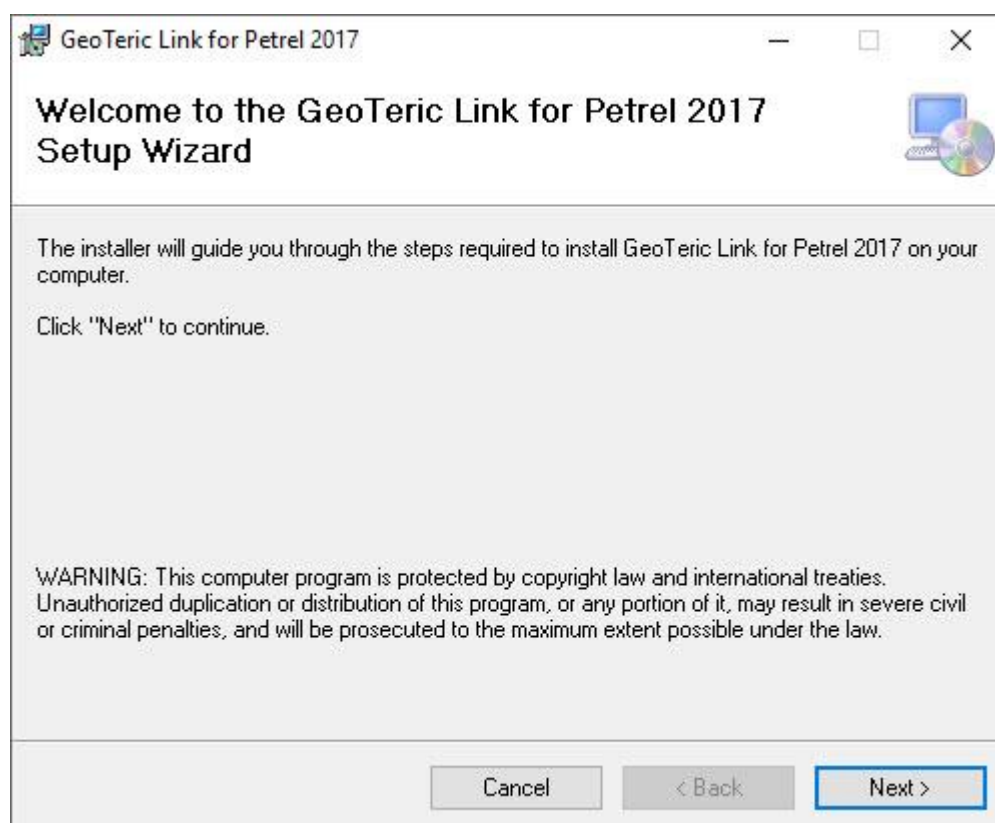 GeoTeric Link for Petrel 2017
Welcome to the GeoTeric Link for Petrel 2017
Setup Wizard
The installer will guide you through the steps required to install GeoTeric Link for Petrel 2017 on your
computer.
Click "Next" to continue.
WARNING: This computer program is protected by copyright law and international treaties.
Unauthorized duplication or distribution of this program, or any portion of it, may result in severe civil
or criminal penalties, and will be prosecuted to the maximum extent possible under the law.
Cancel < Back Next >